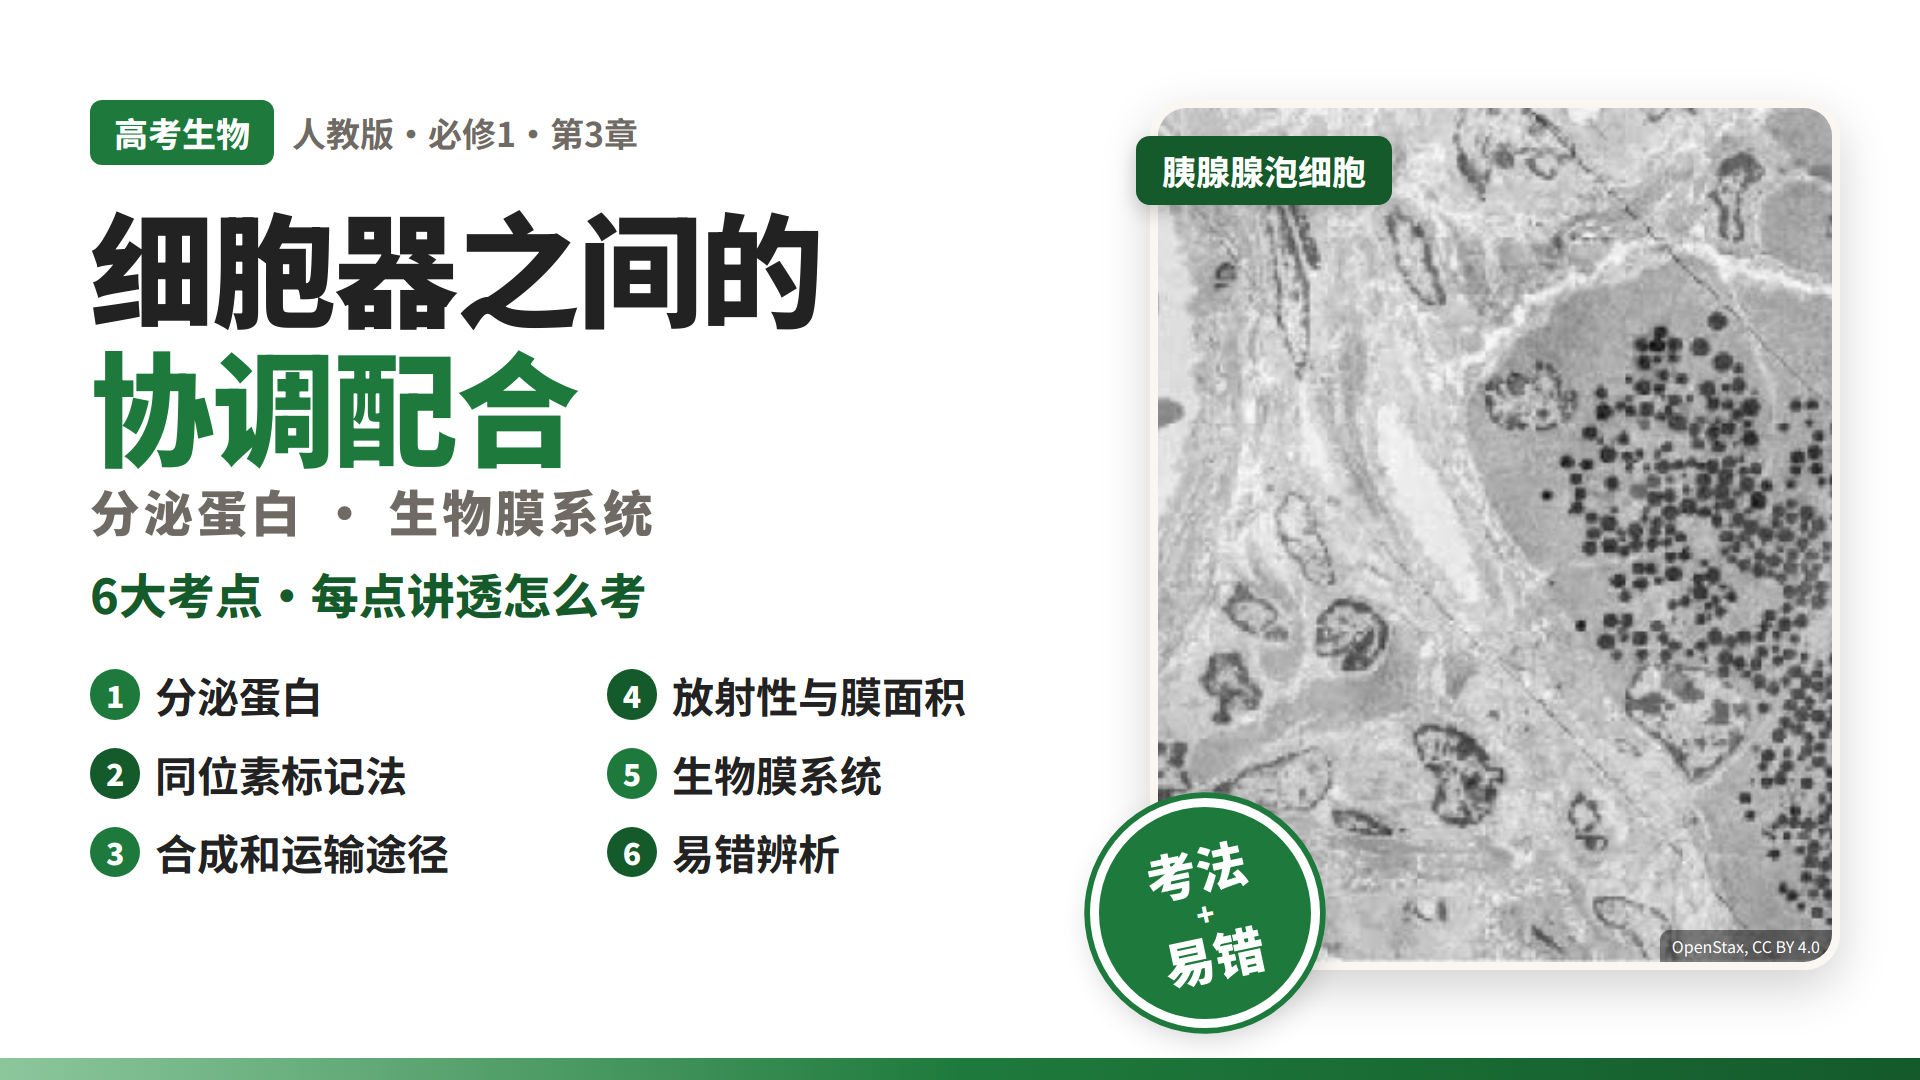 高考生物
人教版·必修1·第3章
细胞器之间的
协调配合
分泌蛋白 · 生物膜系统
6大考点·每点讲透怎么考
1 分泌蛋白
2 同位素标记法
3 合成和运输途径
4 放射性与膜面积
5 生物膜系统
6 易错辨析
胰腺腺泡细胞
考法
+
易错
OpenStax, CC BY 4.0